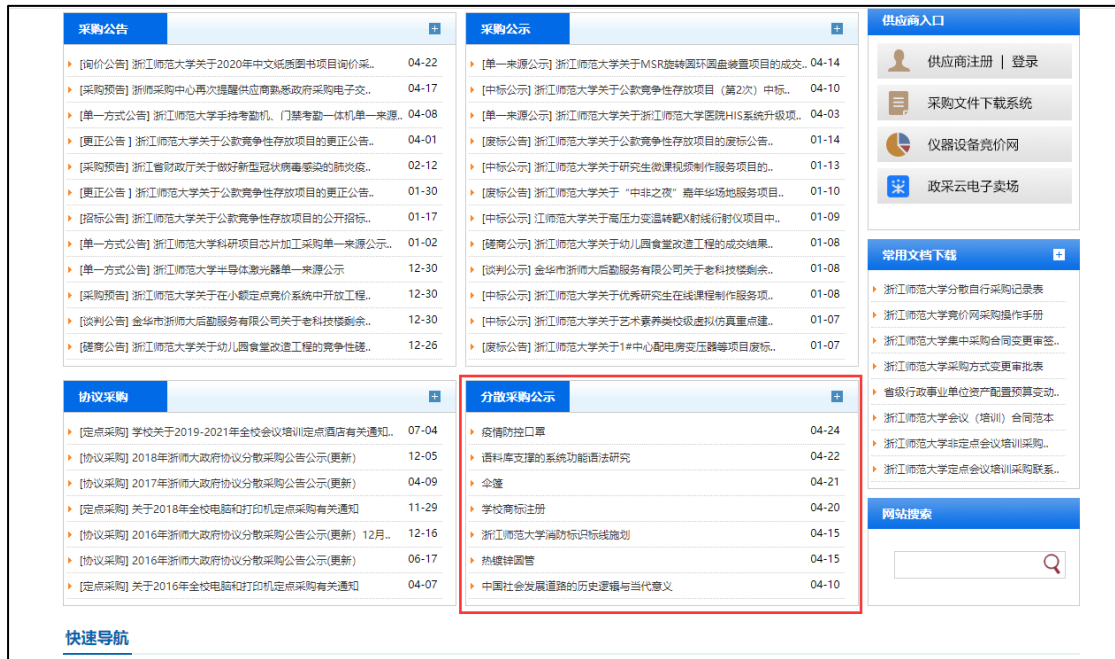 采购公告
[询价公告] 浙江师范大学关于2020年中文纸质图书项目询价采.. 04-22
[采购预告] 浙师采购中心再次提醒供应商熟悉政府采购电子交.. 04-17
[单一方式公告] 浙江师范大学手持考勤机、门禁考勤一体机单一来源.. 04-08
[更正公告 ] 浙江师范大学关于公款竞争性存放项目的更正公告.. 04-01
[采购预告] 浙江省财政厅关于做好新型冠状病毒感染的肺炎疫.. 02-12
[更正公告 ] 浙江师范大学关于公款竞争性存放项目的更正公告.. 01-30
[招标公告] 浙江师范大学关于公款竞争性存放项目的公开招标.. 01-17
[单一方式公告] 浙江师范大学科研项目芯片加工采购单一来源公示.. 01-02
[单一方式公告] 浙江师范大学半导体激光器单一来源公示 12-30
[采购预告] 浙江师范大学关于在小额定点竞价系统中开放工程.. 12-30
[谈判公告] 金华市浙师大后勤服务有限公司关于老科技楼剩余.. 12-30
[磋商公告] 浙江师范大学关于幼儿园食堂改造工程的竞争性磋.. 12-26
采购公示
[单一来源公示] 浙江师范大学关于MSR旋转圆环圆盘装置项目的成交.. 04-14
[中标公示] 浙江师范大学关于公款竞争性存放项目（第2次）中标.. 04-10
[单一来源公示] 浙江师范大学关于浙江师范大学医院HIS系统升级项.. 04-03
[废标公告] 浙江师范大学关于公款竞争性存放项目的废标公告.. 01-14
[中标公示] 浙江师范大学关于研究生微课视频制作服务项目的.. 01-13
[废标公告] 浙江师范大学关于“中非之夜”嘉年华场地服务项目.. 01-10
[中标公示] 江师范大学关于高压力变温转靶X射线衍射仪项目中.. 01-09
[磋商公示] 浙江师范大学关于幼儿园食堂改造工程的成交结果.. 01-08
[谈判公示] 金华市浙师大后勤服务有限公司关于老科技楼剩余.. 01-08
[中标公示] 浙江师范大学关于优秀研究生在线课程制作服务项.. 01-08
[中标公示] 浙江师范大学关于艺术素养类校级虚拟仿真重点建.. 01-07
[废标公告] 浙江师范大学关于1#中心配电房变压器等项目废标.. 01-07
供应商入口
供应商注册 | 登录
采购文件下载系统
仪器设备竞价网
政采云电子卖场
常用文档下载
浙江师范大学分散自行采购记录表
浙江师范大学竞价网采购操作手册
浙江师范大学集中采购合同变更审签..
浙江师范大学采购方式变更审批表
省级行政事业单位资产配置预算变动..
浙江师范大学会议（培训）合同范本
浙江师范大学非定点会议培训采购..
浙江师范大学定点会议培训采购联系..
协议采购
[定点采购] 学校关于2019-2021年全校会议培训定点酒店有关通知.. 07-04
[协议采购] 2018年浙师大政府协议分散采购公告公示(更新) 12-05
[协议采购] 2017年浙师大政府协议分散采购公告公示(更新) 04-09
[定点采购] 关于2018年全校电脑和打印机定点采购有关通知 11-29
[协议采购] 2016年浙师大政府协议分散采购公告公示(更新）12月.. 12-16
[协议采购] 2016年浙师大政府协议分散采购公告公示(更新) 06-17
[定点采购] 关于2016年全校电脑和打印机定点采购有关通知 04-07
分散采购公示
疫情防控口罩 04-24
语料库支撑的系统功能语法研究 04-22
伞篷 04-21
学校商标注册 04-20
浙江师范大学消防标识标线施划 04-15
热镀锌圆管 04-15
中国社会发展道路的历史逻辑与当代意义 04-10
网站搜索
快速导航